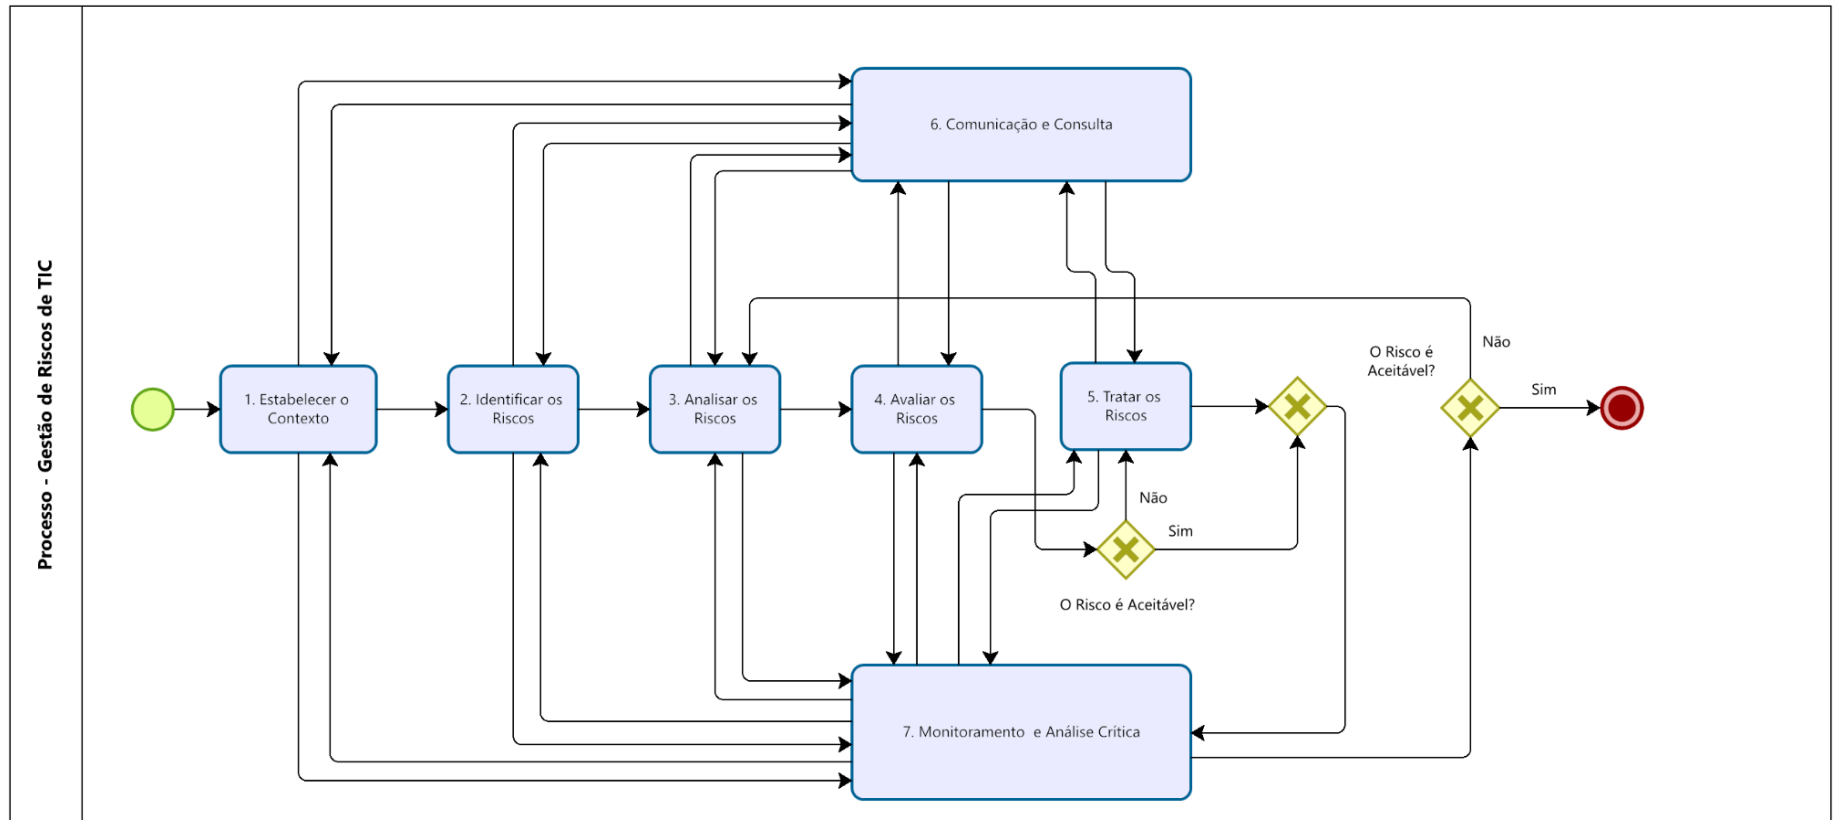 Processo - Gestão de Riscos de TIC
6. Comunicação e Consulta
1. Estabelecer o
Contexto
2. Identificar os
Riscos
3. Analisar os
Riscos
4. Avaliar os
Riscos
5. Tratar os
Riscos
O Risco é
Aceitável?
Não
Sim
Não
Sim
O Risco é Aceitável?
7. Monitoramento  e Análise Crítica